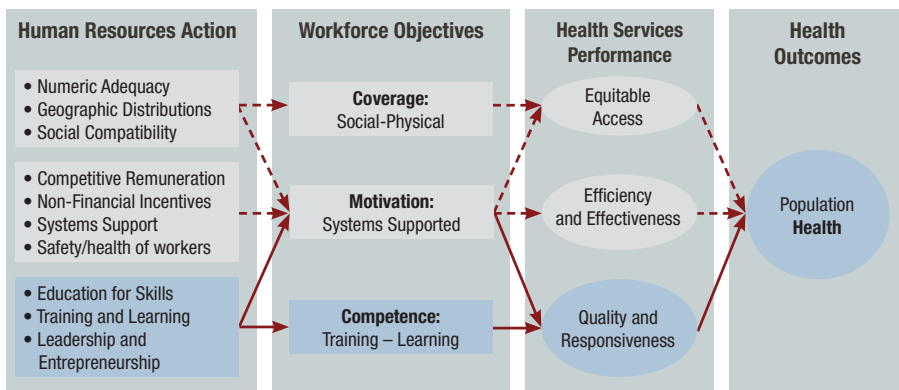 Human Resources Action
• Numeric Adequacy
• Geographic Distributions
• Social Compatibility
• Competitive Remuneration
• Non-Financial Incentives
• Systems Support
• Safety/health of workers
• Education for Skills
• Training and Learning
• Leadership and
Entrepreneurship
Workforce Objectives
Coverage:
Social-Physical
Motivation:
Systems Supported
Competence:
Training – Learning
Health Services
Performance
Equitable
Access
Efficiency
and Effectiveness
Quality and
Responsiveness
Health
Outcomes
Population
Health